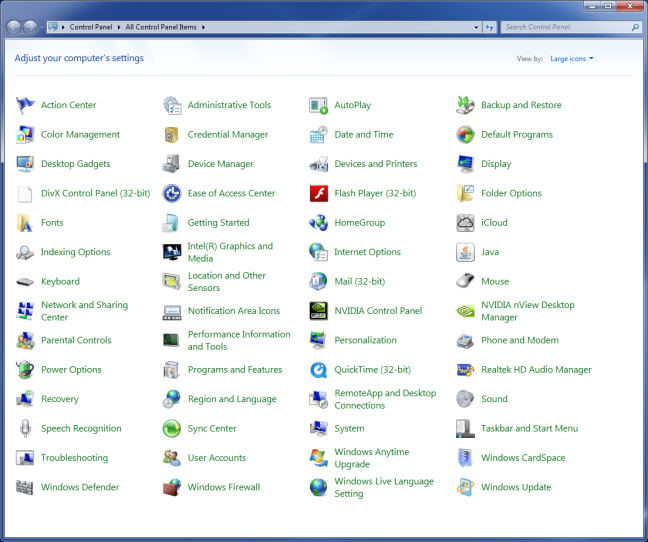 Control Panel ▸ All Control Panel Items ▸
Search Control Panel
Adjust your computer's settings
View by: Large icons
Action Center
Administrative Tools
AutoPlay
Backup and Restore
Color Management
Credential Manager
Date and Time
Default Programs
Desktop Gadgets
Device Manager
Devices and Printers
Display
DivX Control Panel (32-bit)
Ease of Access Center
Flash Player (32-bit)
Folder Options
Fonts
Getting Started
HomeGroup
iCloud
Indexing Options
Intel(R) Graphics and
Media
Internet Options
Java
Keyboard
Location and Other
Sensors
Mail (32-bit)
Mouse
Network and Sharing
Center
Notification Area Icons
NVIDIA Control Panel
NVIDIA nView Desktop
Manager
Parental Controls
Performance Information
and Tools
Personalization
Phone and Modem
Power Options
Programs and Features
QuickTime (32-bit)
Realtek HD Audio Manager
Recovery
Region and Language
RemoteApp and Desktop
Connections
Sound
Speech Recognition
Sync Center
System
Taskbar and Start Menu
Troubleshooting
User Accounts
Windows Anytime
Upgrade
Windows CardSpace
Windows Defender
Windows Firewall
Windows Live Language
Setting
Windows Update